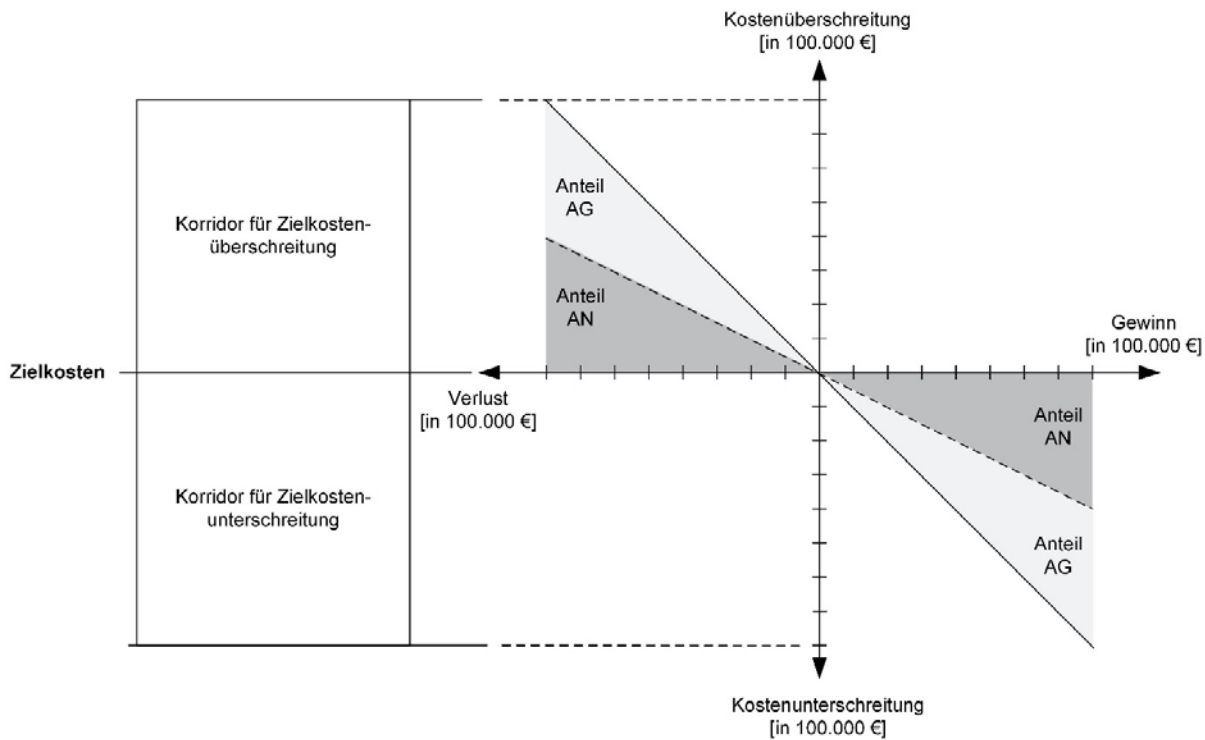 Kostenüberschreitung
[in 100.000 €]
Korridor für Zielkosten-
überschreitung
Anteil
AG
Anteil
AN
Gewinn
[in 100.000 €]
Zielkosten
Verlust
[in 100.000 €]
Anteil
AN
Korridor für Zielkosten-
unterschreitung
Anteil
AG
Kostenunterschreitung
[in 100.000 €]